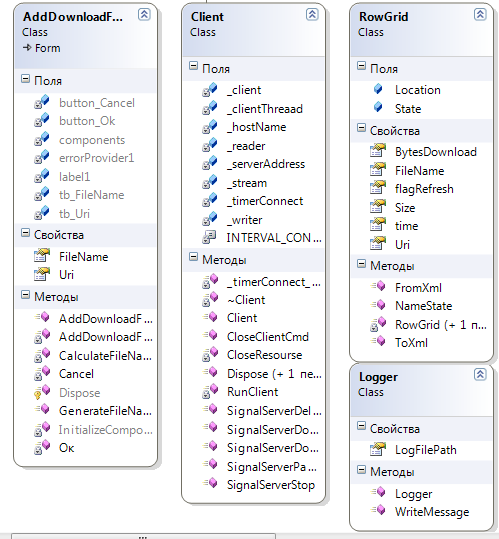 AddDownloadF...
Class
Form
Поля
button_Cancel
button_Ok
components
errorProvider1
label1
tb_FileName
tb_Uri
Свойства
FileName
Uri
Методы
AddDownloadF...
AddDownloadF...
CalculateFileNa...
Cancel
Dispose
GenerateFileNa...
InitializeCompo...
Ок
Client
Class
Поля
_client
_clientThreaad
_hostName
_reader
_serverAddress
_stream
_timerConnect
_writer
INTERVAL_CON ...
Методы
_timerConnect_...
~Client
Client
CloseClientCmd
CloseResourse
Dispose (+ 1 пе...
RunClient
SignalServerDel...
SignalServerDo...
SignalServerDo...
SignalServerPa...
SignalServerStop
RowGrid
Class
Поля
Location
State
Свойства
BytesDownload
FileName
flagRefresh
Size
time
Uri
Методы
FromXml
NameState
RowGrid (+ 1 п...
ToXml
Logger
Class
Свойства
LogFilePath
Методы
Logger
WriteMessage